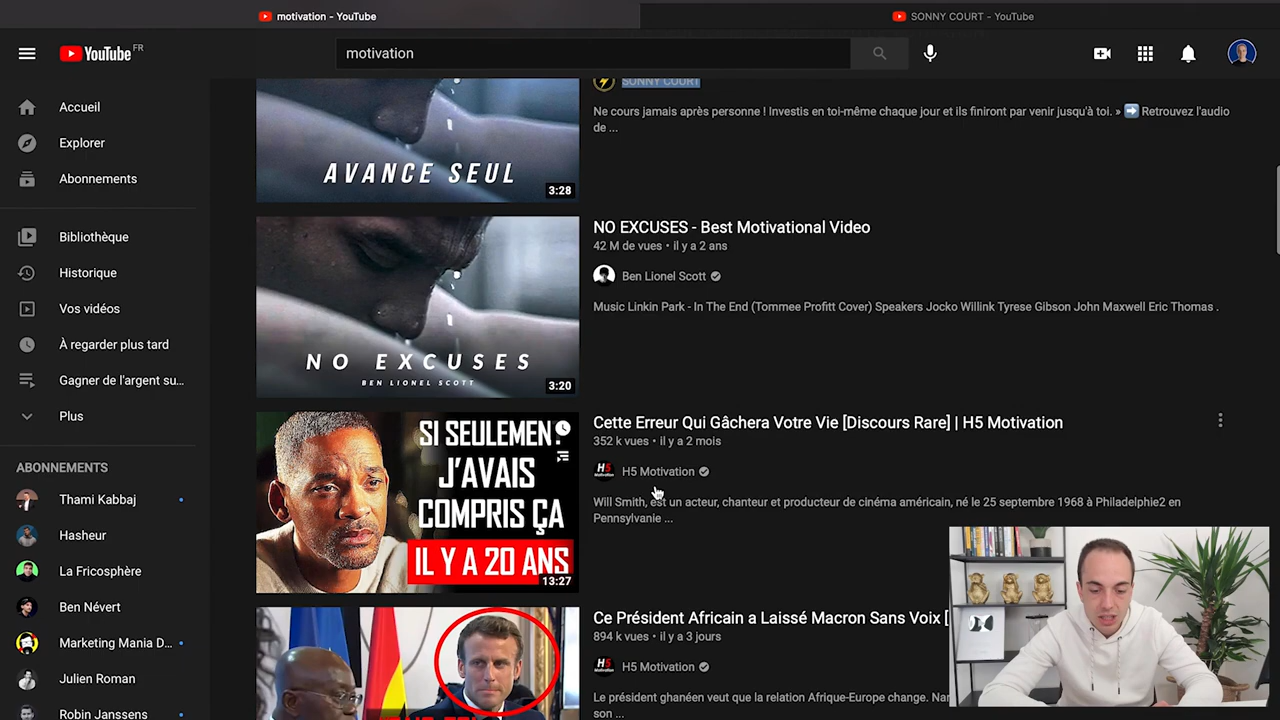 motivation - YouTube
SONNY COURT - YouTube
YouTube FR
motivation
Accueil
Explorer
Abonnements
Bibliothèque
Historique
Vos vidéos
À regarder plus tard
Gagner de l'argent su...
Plus
ABONNEMENTS
Thami Kabbaj
Hasheur
La Fricosphère
Ben Névert
Marketing Mania D...
Julien Roman
Robin Janssens
AVANCE SEUL
3:28
SONNY COURT
Ne cours jamais après personne ! Investis en toi-même chaque jour et ils finiront par venir jusqu'à toi. » ➡ Retrouvez l'audio
de ...
NO EXCUSES
BEN LIONEL SCOTT
3:20
NO EXCUSES - Best Motivational Video
42 M de vues • il y a 2 ans
Ben Lionel Scott
Music Linkin Park - In The End (Tommee Profitt Cover) Speakers Jocko Willink Tyrese Gibson John Maxwell Eric Thomas .
SI SEULEMENT
J'AVAIS
COMPRIS ÇA
IL Y A 20 ANS
13:27
Cette Erreur Qui Gâchera Votre Vie [Discours Rare] | H5 Motivation
352 k vues • il y a 2 mois
H5 Motivation
Will Smith, est un acteur, chanteur et producteur de cinéma américain, né le 25 septembre 1968 à Philadelphie2 en
Pennsylvanie ...
Ce Président Africain a Laissé Macron Sans Voix [
894 k vues • il y a 3 jours
H5 Motivation
Le président ghanéen veut que la relation Afrique-Europe change.
son ...